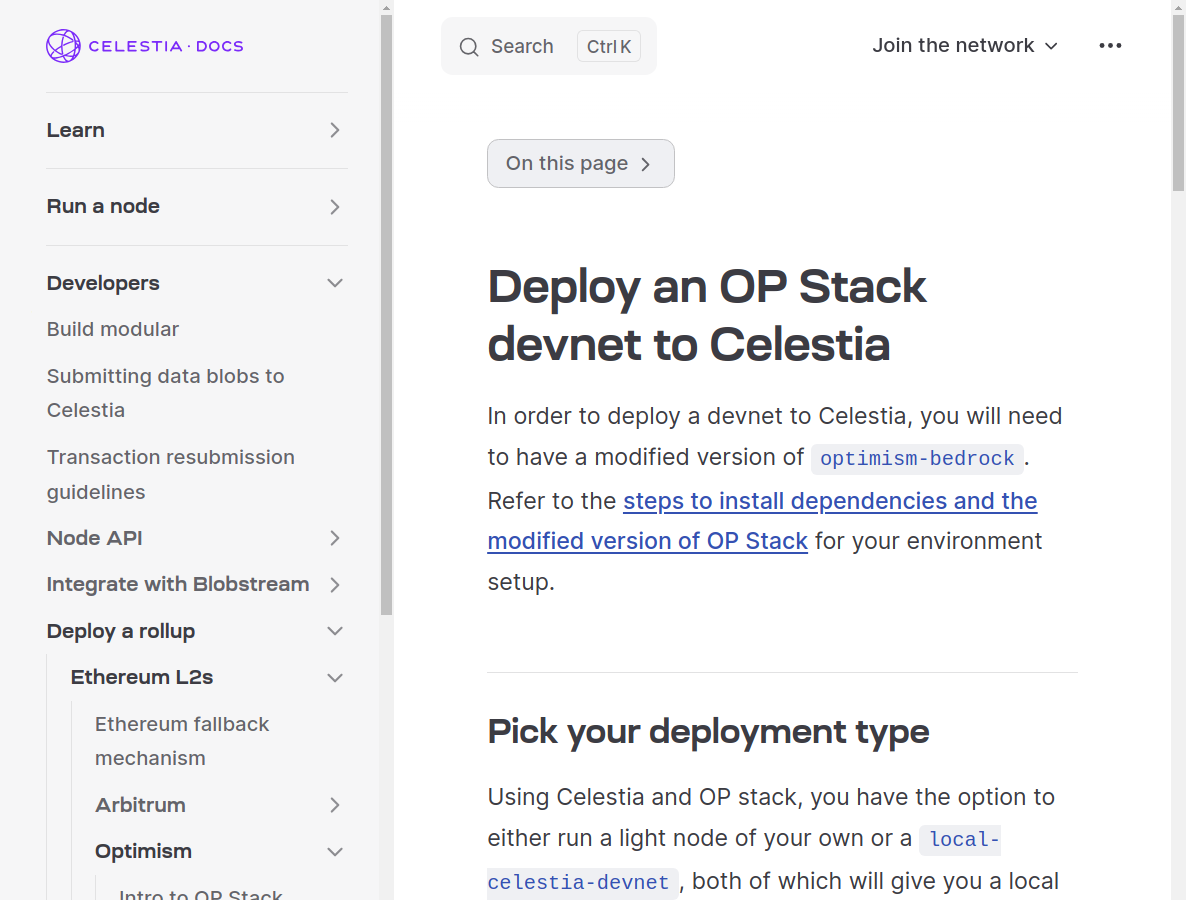 CELESTIA · DOCS
Learn
Run a node
Developers
Build modular
Submitting data blobs to
Celestia
Transaction resubmission
guidelines
Node API
Integrate with Blobstream
Deploy a rollup
Ethereum L2s
Ethereum fallback
mechanism
Arbitrum
Optimism
Intro to OP Stack
Search Ctrl K
Join the network
On this page
Deploy an OP Stack
devnet to Celestia
In order to deploy a devnet to Celestia, you will need
to have a modified version of optimism-bedrock.
Refer to the steps to install dependencies and the
modified version of OP Stack for your environment
setup.
Pick your deployment type
Using Celestia and OP stack, you have the option to
either run a light node of your own or a local-
celestia-devnet, both of which will give you a local